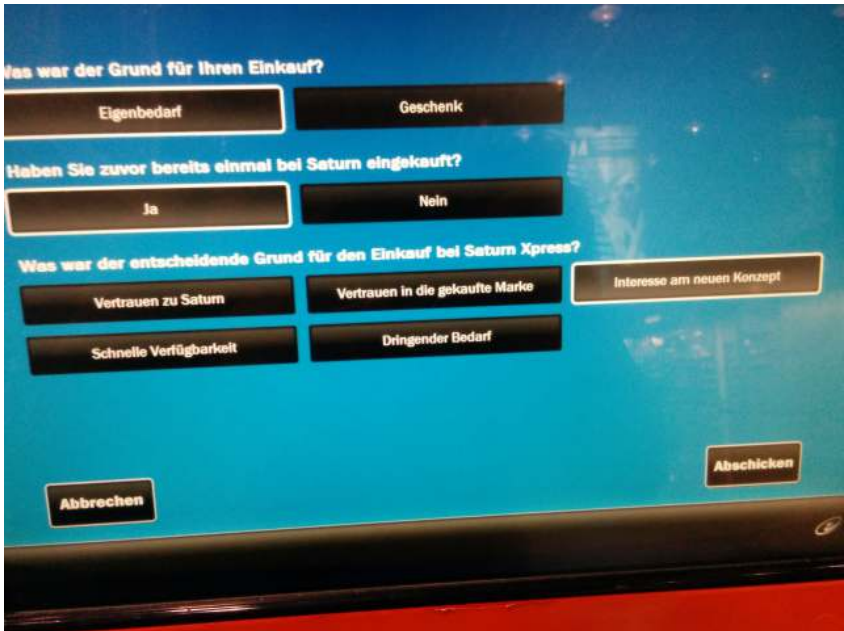 Was war der Grund für Ihren Einkauf?
Eigenbedarf Geschenk
Haben Sie zuvor bereits einmal bei Saturn eingekauft?
Ja Nein
Was war der entscheidende Grund für den Einkauf bei Saturn Xpress?
Vertrauen zu Saturn Vertrauen in die gekaufte Marke Interesse am neuen Konzept
Schnelle Verfügbarkeit Dringender Bedarf
Abbrechen Abschicken